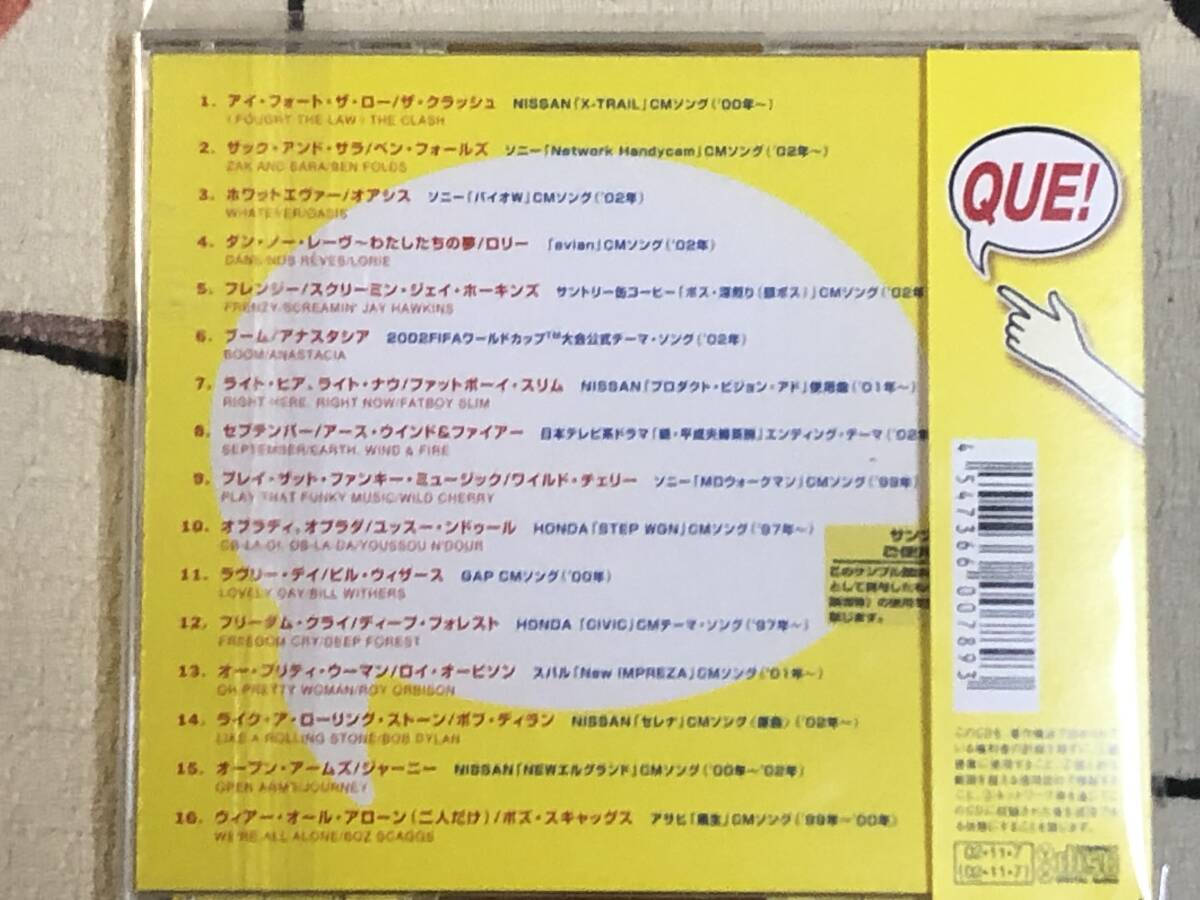 1. アイ・フォート・ザ・ロー/ザ・クラッシュ NISSAN「X-TRAIL」CMソング('00年〜)
I FOUGHT THE LAW / THE CLASH
2. ザック・アンド・サラ/ベン・フォールズ ソニー「Network Handycam」CMソング('02年〜)
ZAK AND SARA/BEN FOLDS
3. ホワットエヴァー/オアシス ソニー「バイオW」CMソング('02年)
WHATEVER/OASIS
4. ダン・ノー・レーヴ〜わたしたちの夢/ロリー 「evian」CMソング('02年)
DANS NOS RÊVES/LORIE
5. フレンジー/スクリーミン・ジェイ・ホーキンズ サントリー缶コーヒー「ボス・深煎り(顔ボス)」CMソング('02年
FRENZY/SCREAMIN' JAY HAWKINS
6. ブーム/アナスタシア 2002FIFAワールドカップTM大会公式テーマ・ソング('02年)
BOOM/ANASTACIA
7. ライト・ヒア、ライト・ナウ/ファットボーイ・スリム NISSAN「プロダクト・ビジョン・アド」使用曲('01年〜)
RIGHT HERE, RIGHT NOW/FATBOY SLIM
8. セプテンバー/アース・ウインド&ファイアー 日本テレビ系ドラマ「続・平成夫婦茶碗」エンディング・テーマ('02年
SEPTEMBER/EARTH, WIND & FIRE
9. プレイ・ザット・ファンキー・ミュージック/ワイルド・チェリー ソニー「MDウォークマン」CMソング('99年)
PLAY THAT FUNKY MUSIC/WILD CHERRY
10. オブラディ、オブラダ/ユッスー・ンドゥール HONDA「STEP WGN」CMソング('97年〜)
OB-LA-DI, OB-LA-DA/YOUSSOU N'DOUR
11. ラヴリー・デイ/ビル・ウィザース GAP CMソング('00年)
LOVELY DAY/BILL WITHERS
12. フリーダム・クライ/ディープ・フォレスト HONDA「CIVIC」CMテーマ・ソング('97年〜)
FREEDOM CRY/DEEP FOREST
13. オー・プリティ・ウーマン/ロイ・オービソン スバル「New IMPREZA」CMソング('01年〜)
OH PRETTY WOMAN/ROY ORBISON
14. ライク・ア・ローリング・ストーン/ボブ・ディラン NISSAN「セレナ」CMソング(原曲)('02年〜)
LIKE A ROLLING STONE/BOB DYLAN
15. オープン・アームズ/ジャーニー NISSAN「NEWエルグランド」CMソング('00年〜'02年)
OPEN ARMS/JOURNEY
16. ウィアー・オール・アローン(二人だけ)/ボズ・スキャッグス アサヒ「風生」CMソング('99年〜'00年)
WE'RE ALL ALONE/BOZ SCAGGS
サンプ
ご使用
このサンプル盤は
QUE!
4 547366 007893
02・11・7
(02・11・7)